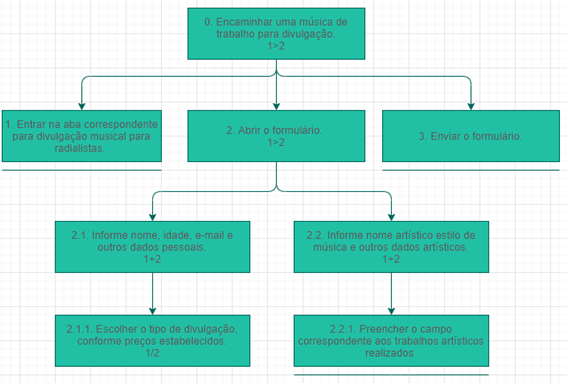 0. Encaminhar uma música de
trabalho para divulgação.
1>2
1. Entrar na aba correspondente
para divulgação musical para
radialistas.
2. Abrir o formulário.
1>2
3. Enviar o formulário.
2.1. Informe nome, idade, e-mail e
outros dados pessoais.
1+2
2.2. Informe nome artístico estilo de
música e outros dados artísticos.
1+2
2.1.1. Escolher o tipo de divulgação,
conforme preços estabelecidos.
1/2
2.2.1. Preencher o campo
correspondente aos trabalhos artísticos
realizados